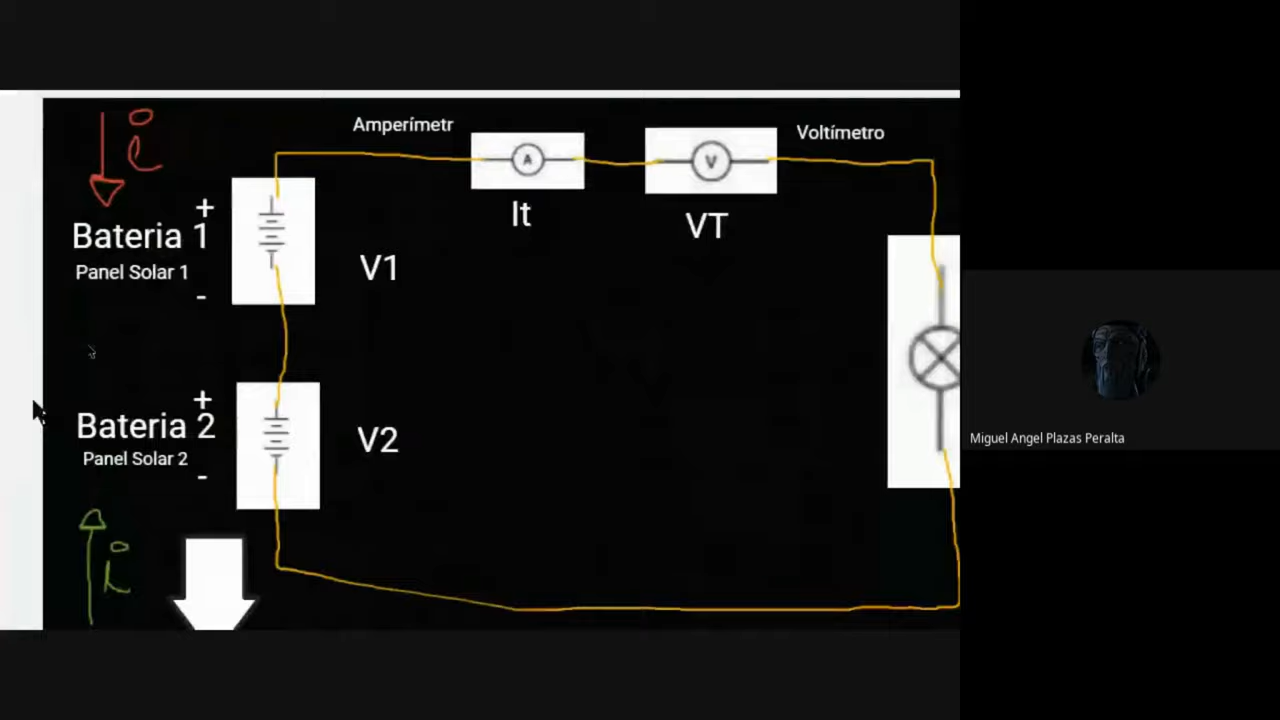 Amperímetr
Voltímetro
i
A
V
+
It
VT
Bateria 1
Panel Solar 1
V1
-
+
Bateria 2
V2
Panel Solar 2
-
Miguel Angel Plazas Peralta
i